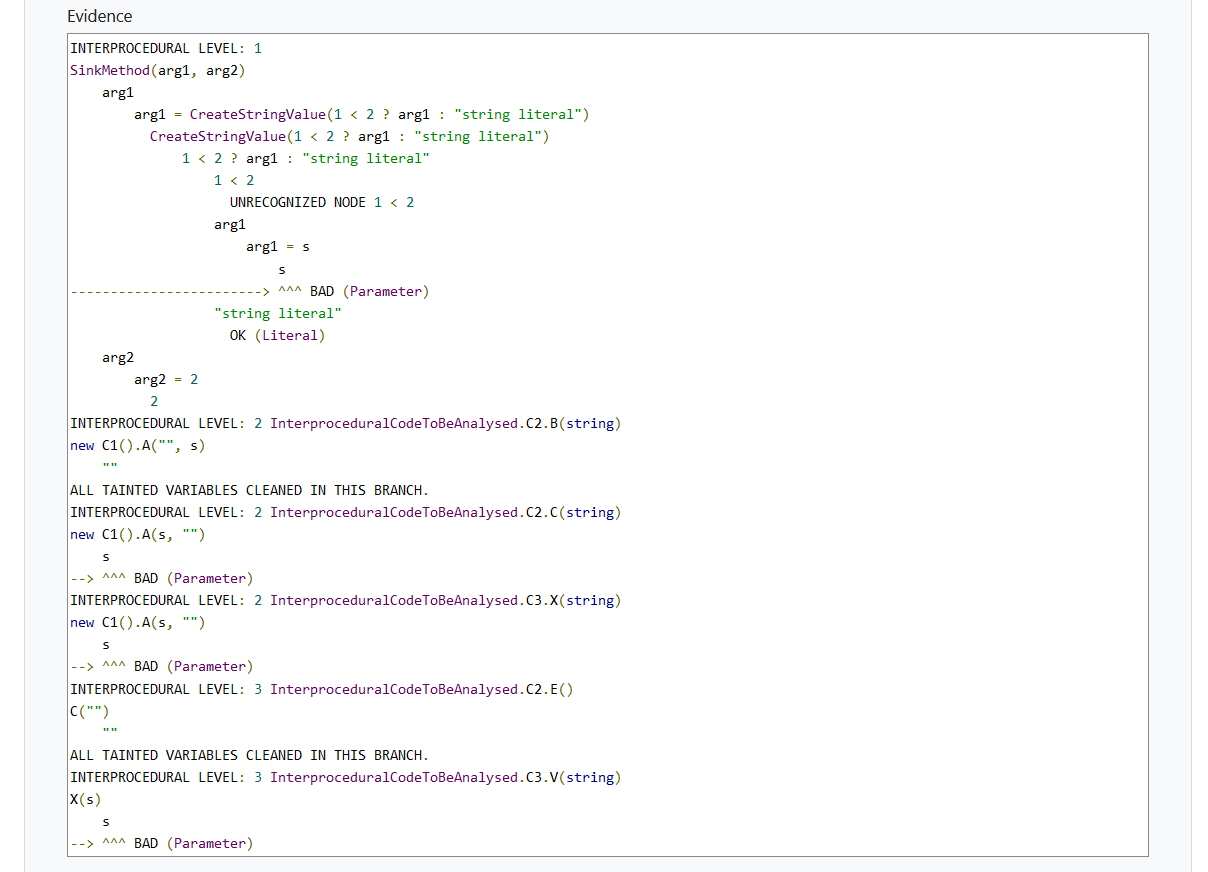 Evidence
INTERPROCEDURAL LEVEL: 1
SinkMethod(arg1, arg2)
arg1
arg1 = CreateStringValue(1 < 2 ? arg1 : "string literal")
CreateStringValue(1 < 2 ? arg1 : "string literal")
1 < 2 ? arg1 : "string literal"
1 < 2
UNRECOGNIZED NODE 1 < 2
arg1
arg1 = s
s
------------------------> ^^^ BAD (Parameter)
"string literal"
OK (Literal)
arg2
arg2 = 2
2
INTERPROCEDURAL LEVEL: 2 InterproceduralCodeToBeAnalysed.C2.B(string)
new C1().A("", s)
""
ALL TAINTED VARIABLES CLEANED IN THIS BRANCH.
INTERPROCEDURAL LEVEL: 2 InterproceduralCodeToBeAnalysed.C2.C(string)
new C1().A(s, "")
s
--> ^^^ BAD (Parameter)
INTERPROCEDURAL LEVEL: 2 InterproceduralCodeToBeAnalysed.C3.X(string)
new C1().A(s, "")
s
--> ^^^ BAD (Parameter)
INTERPROCEDURAL LEVEL: 3 InterproceduralCodeToBeAnalysed.C2.E()
C("")
""
ALL TAINTED VARIABLES CLEANED IN THIS BRANCH.
INTERPROCEDURAL LEVEL: 3 InterproceduralCodeToBeAnalysed.C3.V(string)
X(s)
s
--> ^^^ BAD (Parameter)